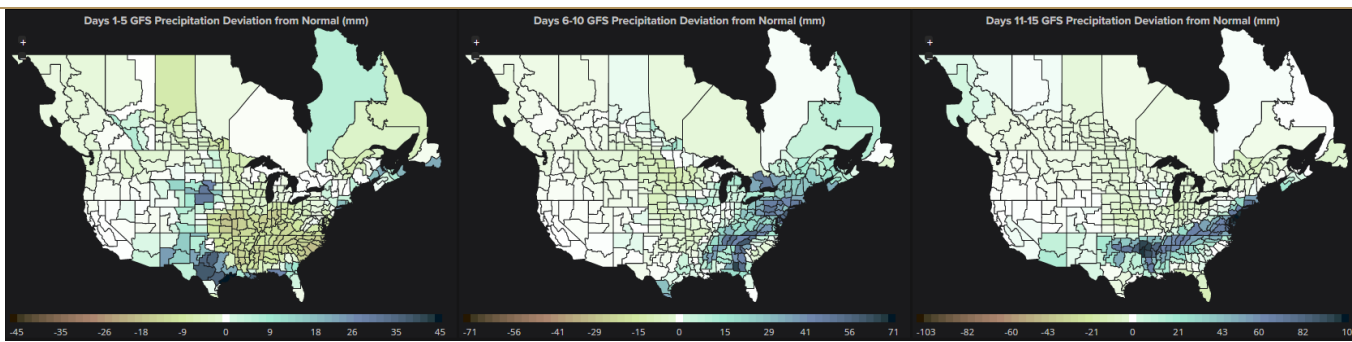 Days 1-5 GFS Precipitation Deviation from Normal (mm)
+
-45 -35 -26 -18 -9 0 9 18 26 35 45
Days 6-10 GFS Precipitation Deviation from Normal (mm)
+
-71 -56 -41 -29 -15 0 15 29 41 56 71
Days 11-15 GFS Precipitation Deviation from Normal (mm)
+
-103 -82 -60 -43 -21 0 21 43 60 82 10